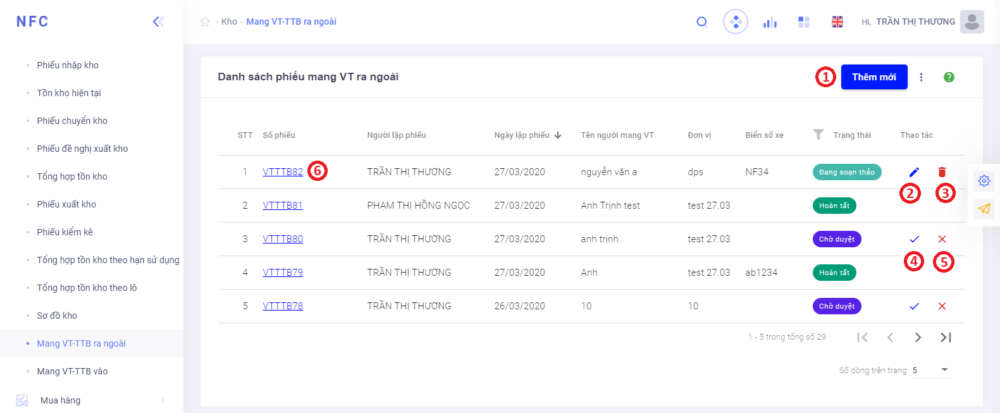 NFC
Phiếu nhập kho
Tồn kho hiện tại
Phiếu chuyển kho
Phiếu đề nghị xuất kho
Tổng hợp tồn kho
Phiếu xuất kho
Phiếu kiểm kê
Tổng hợp tồn kho theo hạn sử dụng
Tổng hợp tồn kho theo lô
Sơ đồ kho
Mang VT-TTB ra ngoài
Mang VT-TTB vào
Mua hàng
Kho Mang VT-TTB ra ngoài
Hi, TRẦN THỊ THƯƠNG
Danh sách phiếu mang VT ra ngoài
1 Thêm mới
STT Số phiếu Người lập phiếu Ngày lập phiếu Tên người mang VT Đơn vị Biển số xe Trạng thái Thao tác
1 VTTTB82 6 TRẦN THỊ THƯƠNG 27/03/2020 nguyễn văn a dps NF34 Đang soạn thảo
2 3
2 VTTTB81 PHẠM THỊ HỒNG NGỌC 27/03/2020 Anh Trịnh test test 27.03 Hoàn tất
3 VTTTB80 TRẦN THỊ THƯƠNG 27/03/2020 anh trịnh test 27.03 Chờ duyệt
4 5
4 VTTTB79 TRẦN THỊ THƯƠNG 27/03/2020 Anh test 27.03 ab1234 Hoàn tất
5 VTTTB78 TRẦN THỊ THƯƠNG 26/03/2020 10 10 Chờ duyệt
1 - 5 trong tổng số 29
Số dòng trên trang 5